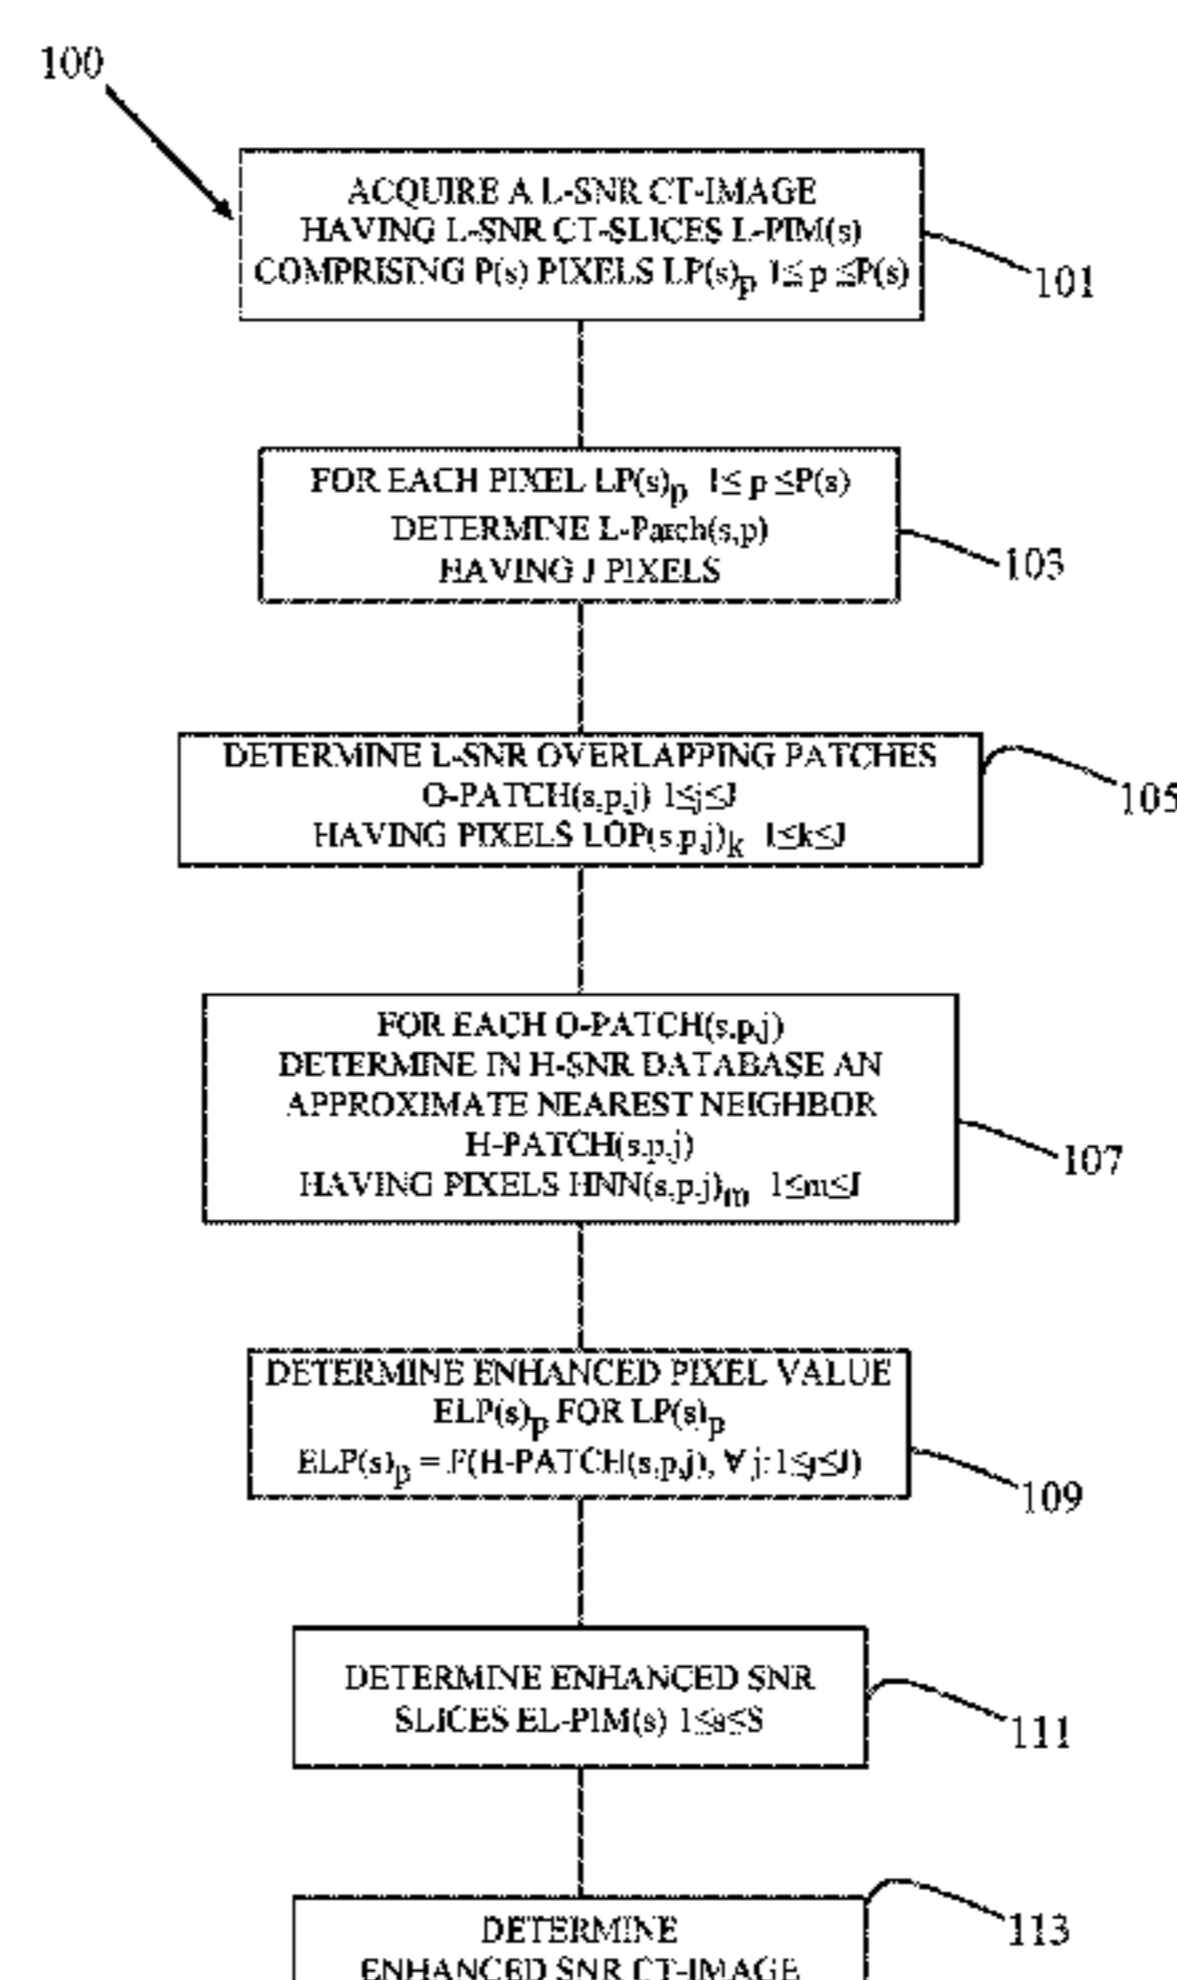 100
ACQUIRE A L-SNR CT-IMAGE
HAVING L-SNR CT-SLICES L-PIM(s)
COMPRISING P(s) PIXELS LP(s)p 1≤ p ≤P(s)
101
FOR EACH PIXEL LP(s)p 1≤ p ≤P(s)
DETERMINE L-Patch(s,p)
HAVING J PIXELS
103
DETERMINE L-SNR OVERLAPPING PATCHES
O-PATCH(s,p,j) 1≤j≤J
HAVING PIXELS LOP(s,p,j)k 1≤k≤J
105
FOR EACH O-PATCH(s,p,j)
DETERMINE IN H-SNR DATABASE AN
APPROXIMATE NEAREST NEIGHBOR
H-PATCH(s,p,j)
HAVING PIXELS HNN(s,p,j)m 1≤m≤J
107
DETERMINE ENHANCED PIXEL VALUE
ELP(s)p FOR LP(s)p
ELP(s)p = F(H-PATCH(s,p,j), ∀ j: 1≤j≤J)
109
DETERMINE ENHANCED SNR
SLICES EL-PIM(s) 1≤s≤S
111
DETERMINE
ENHANCED SNR CT-IMAGE
113